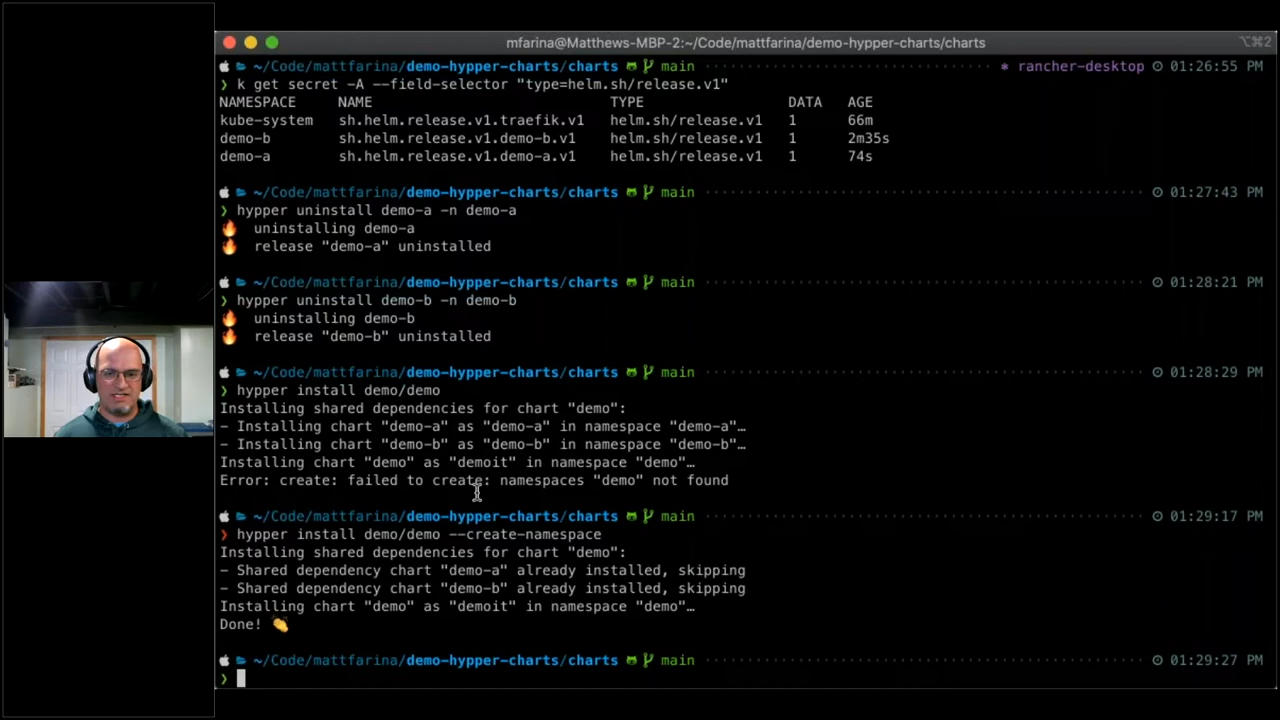 mfarina@Matthews-MBP-2:~/Code/mattfarina/demo-hypper-charts/charts ⌥⌘2
~/Code/mattfarina/demo-hypper-charts/charts main rancher-desktop 01:26:55 PM
❯ k get secret -A --field-selector "type=helm.sh/release.v1"
NAMESPACE NAME TYPE DATA AGE
kube-system sh.helm.release.v1.traefik.v1 helm.sh/release.v1 1 66m
demo-b sh.helm.release.v1.demo-b.v1 helm.sh/release.v1 1 2m35s
demo-a sh.helm.release.v1.demo-a.v1 helm.sh/release.v1 1 74s
~/Code/mattfarina/demo-hypper-charts/charts main 01:27:43 PM
❯ hypper uninstall demo-a -n demo-a
🔥 uninstalling demo-a
🔥 release "demo-a" uninstalled
~/Code/mattfarina/demo-hypper-charts/charts main 01:28:21 PM
❯ hypper uninstall demo-b -n demo-b
🔥 uninstalling demo-b
🔥 release "demo-b" uninstalled
~/Code/mattfarina/demo-hypper-charts/charts main 01:28:29 PM
❯ hypper install demo/demo
Installing shared dependencies for chart "demo":
- Installing chart "demo-a" as "demo-a" in namespace "demo-a"…
- Installing chart "demo-b" as "demo-b" in namespace "demo-b"…
Installing chart "demo" as "demoit" in namespace "demo"…
Error: create: failed to create: namespaces "demo" not found
~/Code/mattfarina/demo-hypper-charts/charts main 01:29:17 PM
❯ hypper install demo/demo --create-namespace
Installing shared dependencies for chart "demo":
- Shared dependency chart "demo-a" already installed, skipping
- Shared dependency chart "demo-b" already installed, skipping
Installing chart "demo" as "demoit" in namespace "demo"…
Done! 👏
~/Code/mattfarina/demo-hypper-charts/charts main 01:29:27 PM
❯